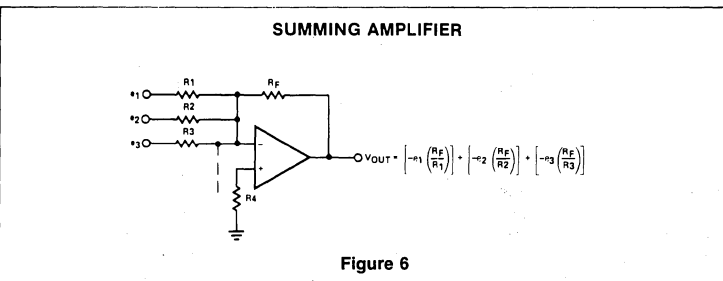 SUMMING AMPLIFIER
R1
RF
e1
R2
e2
R3
e3
−
+
R4
VOUT = [-e1 (RF/R1)] + [-e2 (RF/R2)] + [-e3 (RF/R3)]
Figure 6